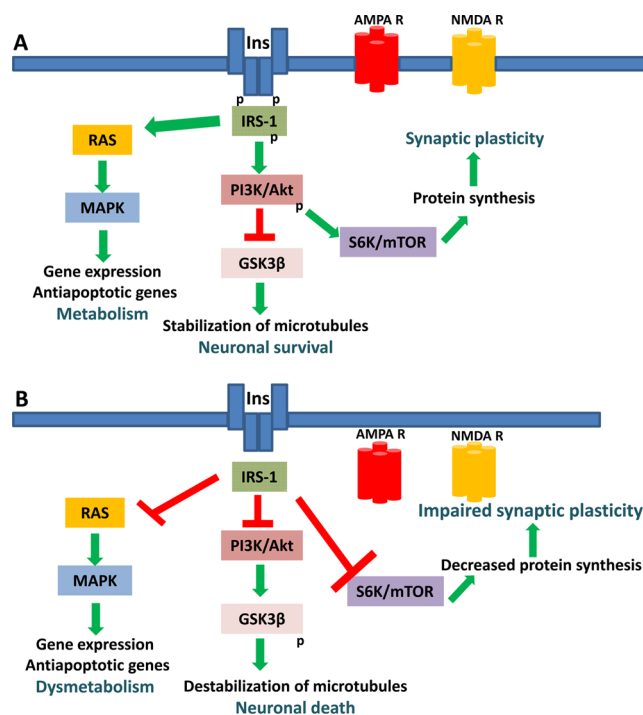 A
Ins
AMPA R
NMDA R
p
p
IRS-1
p
RAS
Synaptic plasticity
PI3K/Akt
p
Protein synthesis
MAPK
S6K/mTOR
GSK3β
Gene expression
Antiapoptotic genes
Metabolism
Stabilization of microtubules
Neuronal survival
B
Ins
AMPA R
NMDA R
IRS-1
RAS
Impaired synaptic plasticity
PI3K/Akt
Decreased protein synthesis
MAPK
S6K/mTOR
GSK3β
p
Gene expression
Antiapoptotic genes
Dysmetabolism
Destabilization of microtubules
Neuronal death